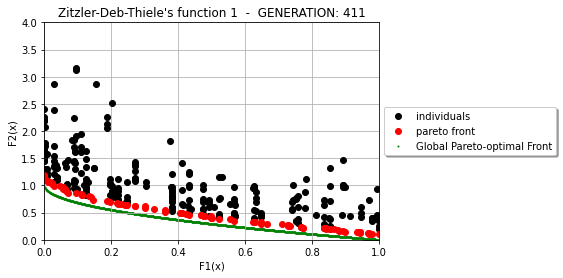 Zitzler-Deb-Thiele's function 1 - GENERATION: 411
F2(x)
4.0
3.5
3.0
2.5
2.0
1.5
1.0
0.5
0.0
0.0 0.2 0.4 0.6 0.8 1.0
F1(x)
individuals
pareto front
Global Pareto-optimal Front